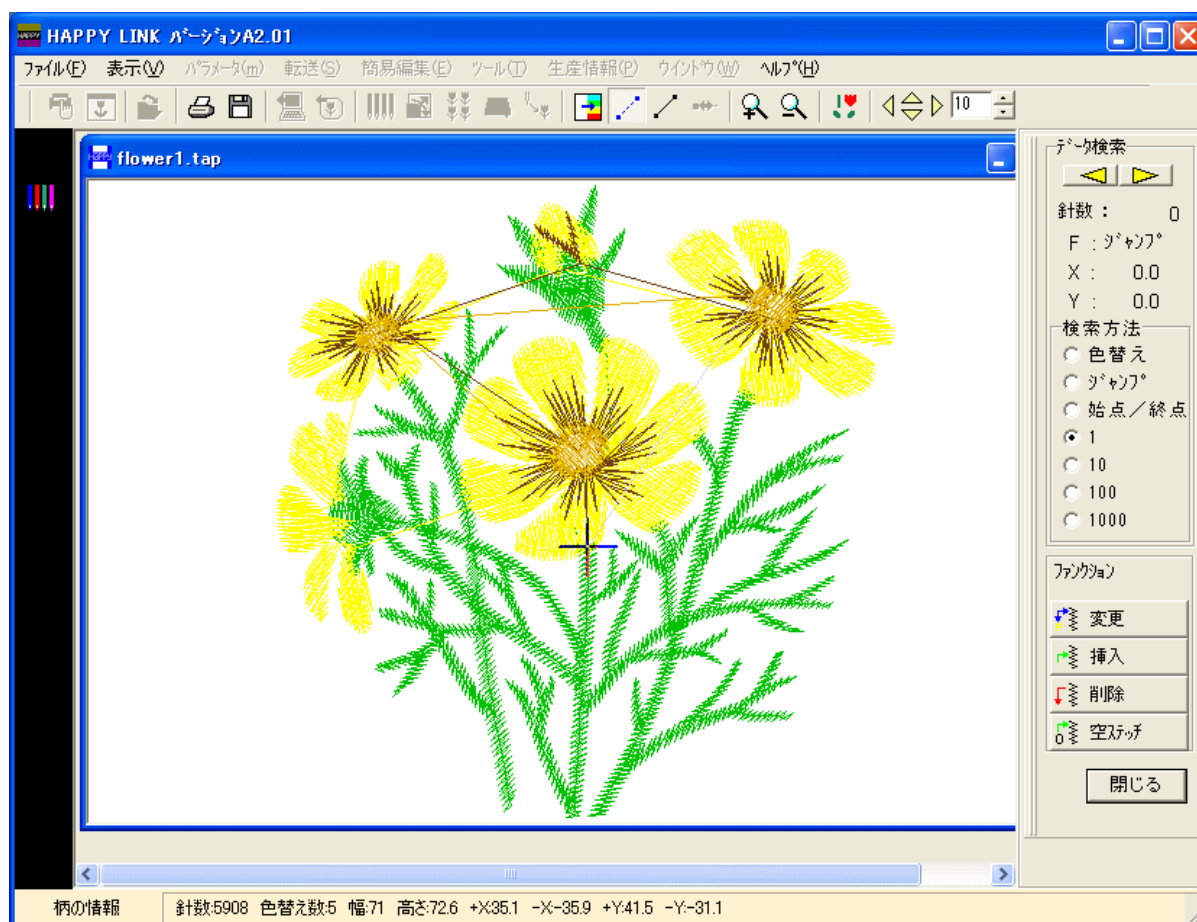 HAPPY LINK バージョンA2.01
ファイル(F) 表示(V) パラメータ(m) 転送(S) 簡易編集(E) ツール(T) 生産情報(P) ウインドウ(W) ヘルプ(H)
10
HAPPY flower1.tap
データ検索
針数： 0
F ：ジャンプ
X ： 0.0
Y ： 0.0
検索方法
色替え
ジャンプ
始点／終点
1
10
100
1000
ファンクション
変更
挿入
削除
空ステッチ
閉じる
柄の情報 針数:5908 色替え数:5 幅:71 高さ:72.6 +X:35.1 -X:-35.9 +Y:41.5 -Y:-31.1